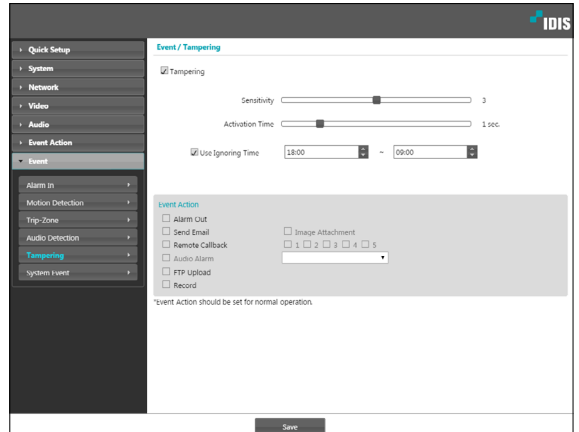 IDIS
Quick Setup
System
Network
Video
Audio
Event Action
Event
Alarm In
Motion Detection
Trip-Zone
Audio Detection
Tampering
System Event
Event / Tampering
Tampering
Sensitivity 3
Activation Time 1 sec.
Use Ignoring Time 18:00 ~ 09:00
Event Action
Alarm Out
Send Email Image Attachment
Remote Callback 1 2 3 4 5
Audio Alarm
FTP Upload
Record
*Event Action should be set for normal operation.
Save